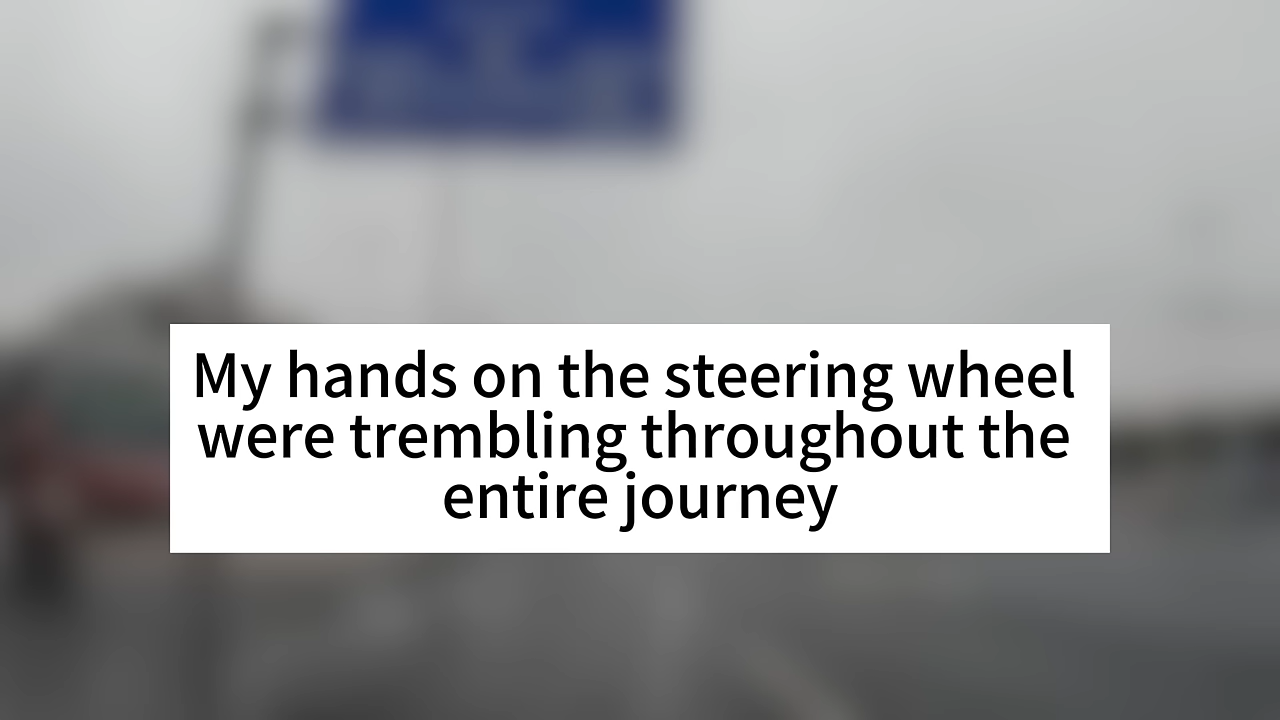 My hands on the steering wheel
were trembling throughout the
entire journey